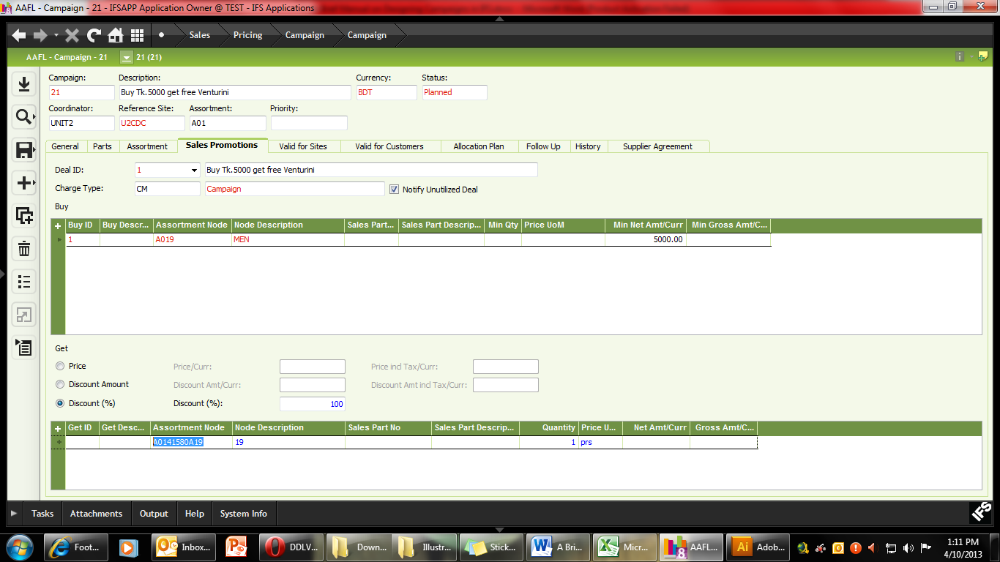 AAFL - Campaign - 21 - IFSAPP Application Owner @ TEST - IFS Applications
Sales Pricing Campaign Campaign
AAFL - Campaign - 21 21 (21)
Campaign: Description: Currency: Status:
21 Buy Tk.5000 get free Venturini BDT Planned
Coordinator: Reference Site: Assortment: Priority:
UNIT2 U2CDC A01
General Parts Assortment Sales Promotions Valid for Sites Valid for Customers Allocation Plan Follow Up History Supplier Agreement
Deal ID: 1 Buy Tk.5000 get free Venturini
Charge Type: CM Campaign Notify Unutilized Deal
Buy
Buy ID Buy Descr... Assortment Node Node Description Sales Part... Sales Part Descrip... Min Qty Price UoM Min Net Amt/Curr Min Gross Amt/C...
1 A019 MEN 5000.00
Get
Price Price/Curr: Price incl Tax/Curr:
Discount Amount Discount Amt/Curr: Discount Amt incl Tax/Curr:
Discount (%) Discount (%): 100
Get ID Get Desc... Assortment Node Node Description Sales Part No Sales Part Descrip... Quantity Price U... Net Amt/Curr Gross Amt/C...
A0141580A19 19 1 prs
Tasks Attachments Output Help System Info IFS
Foot... Inbox... DDLV... Down... Illustr... Stick... A Bri... Micr... AAFL... Adob... 1:11 PM
4/10/2013